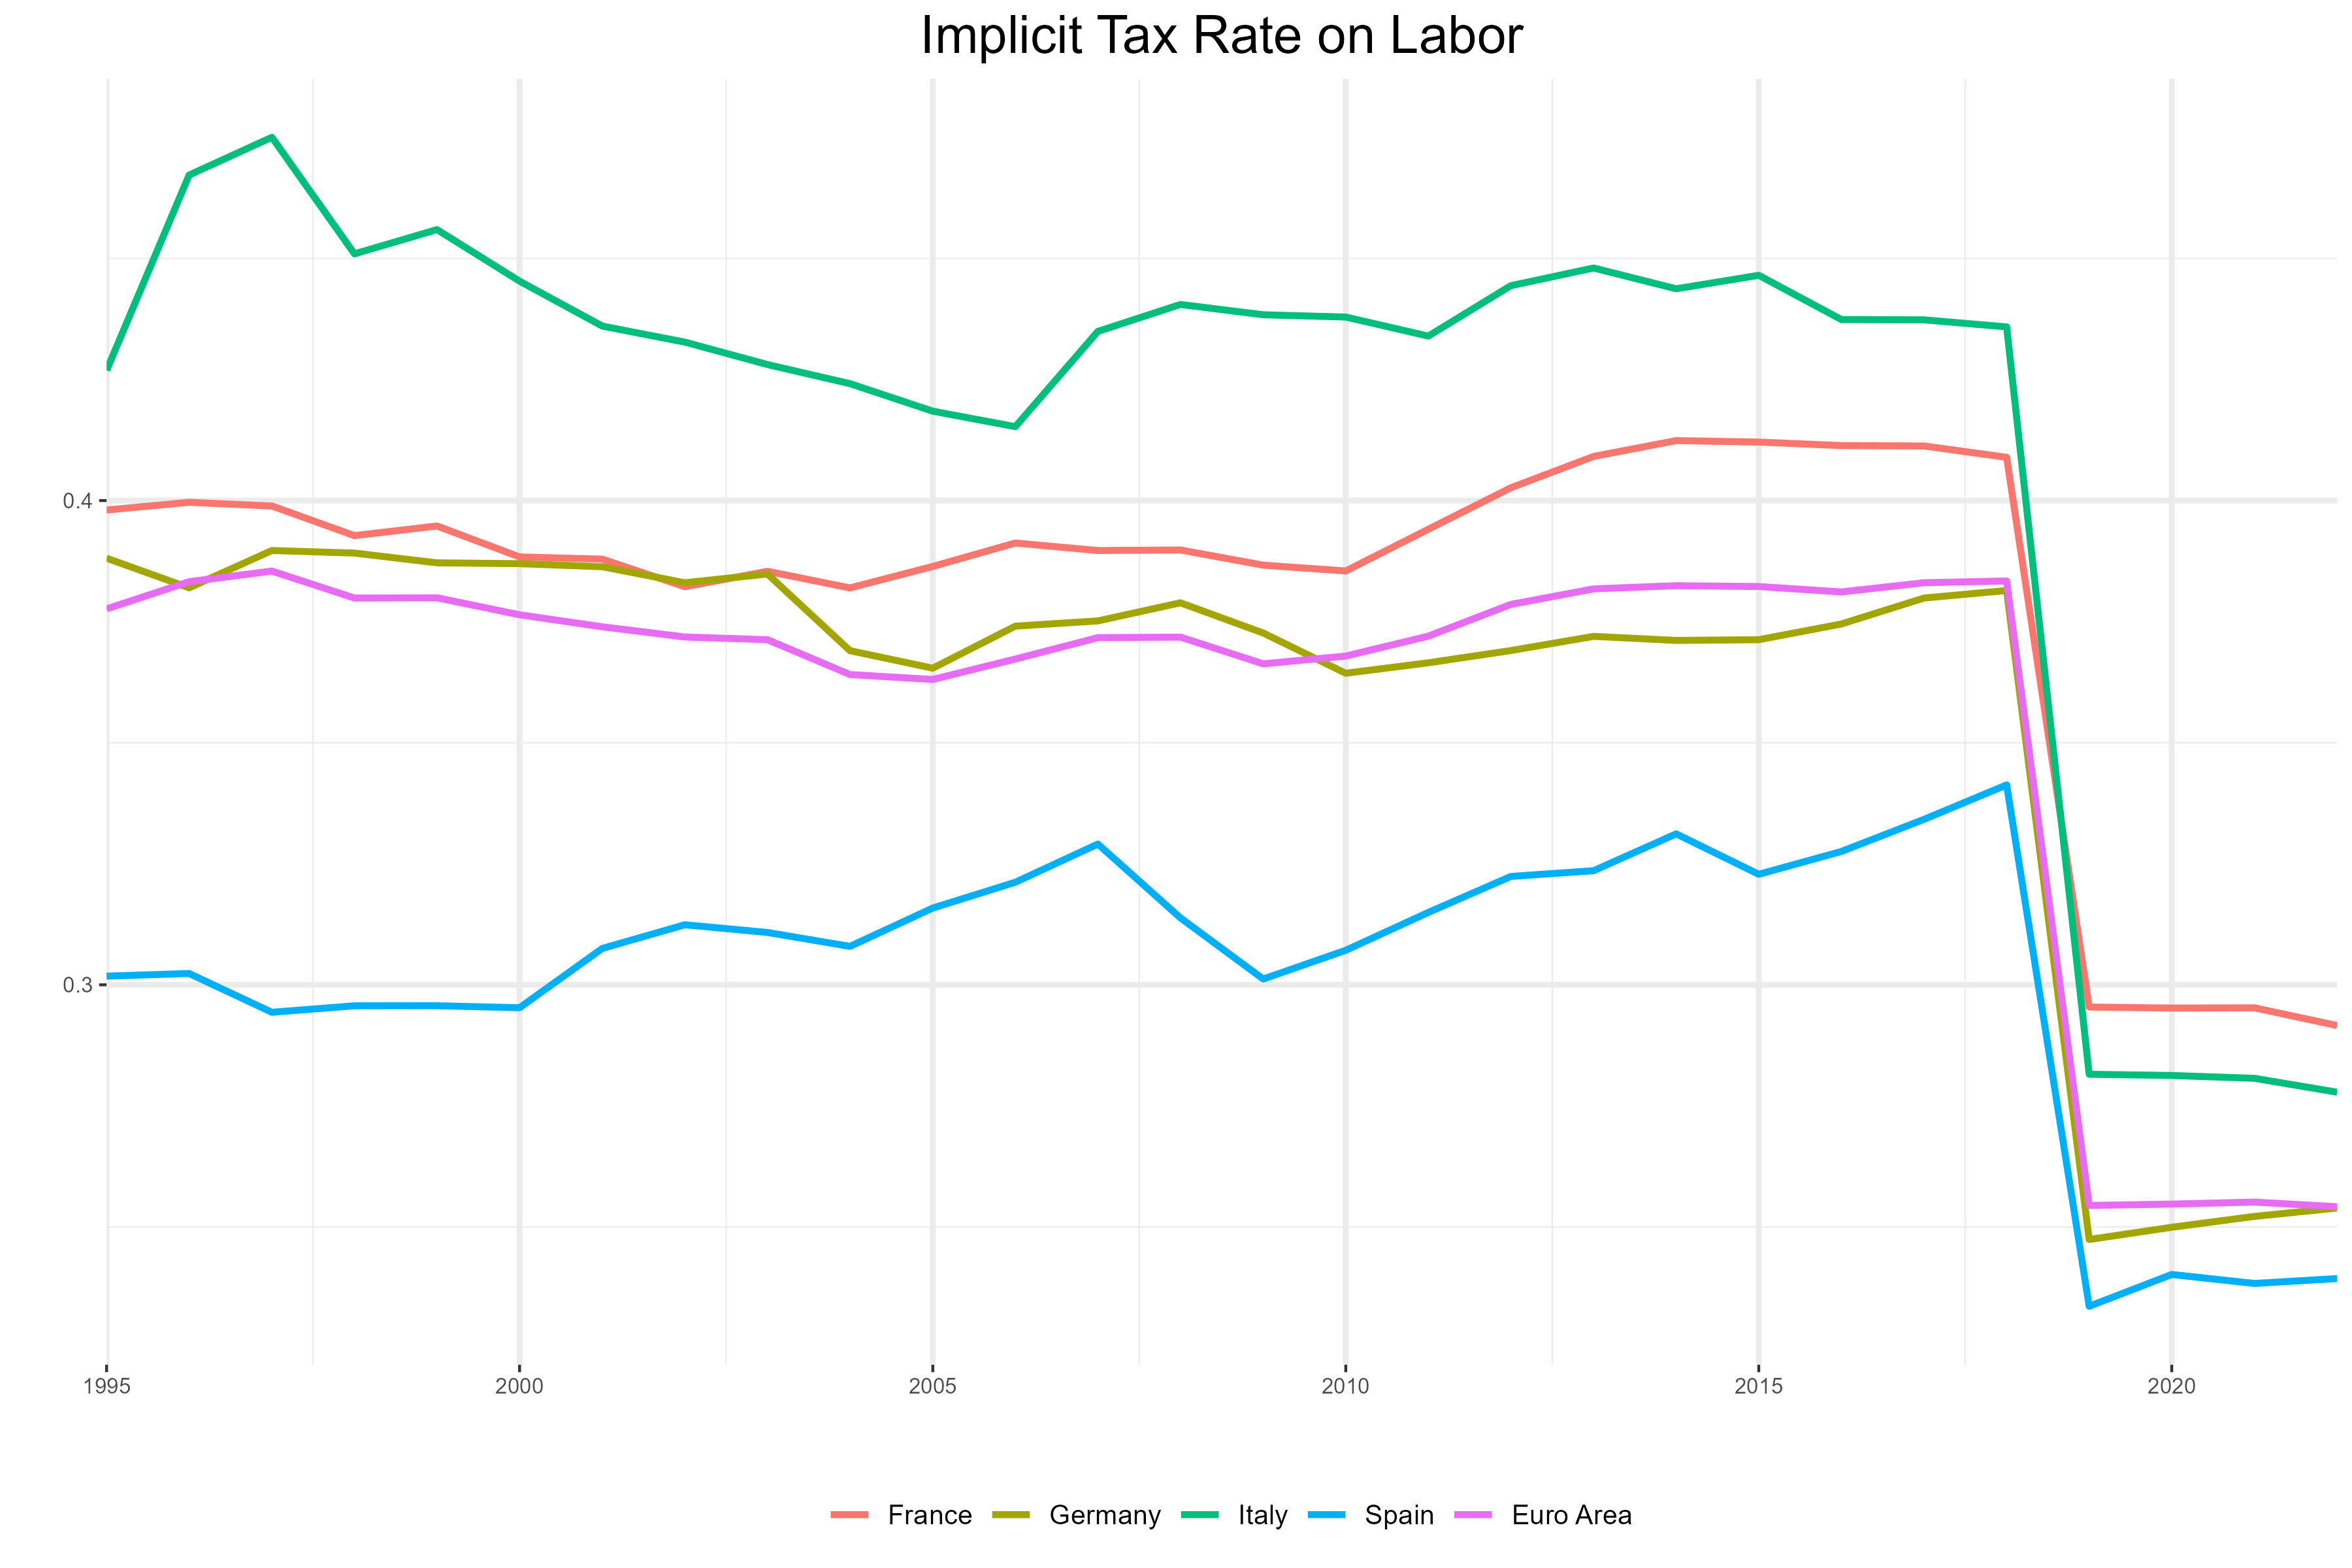 Implicit Tax Rate on Labor
0.4
0.3
1995 2000 2005 2010 2015 2020
France Germany Italy Spain Euro Area